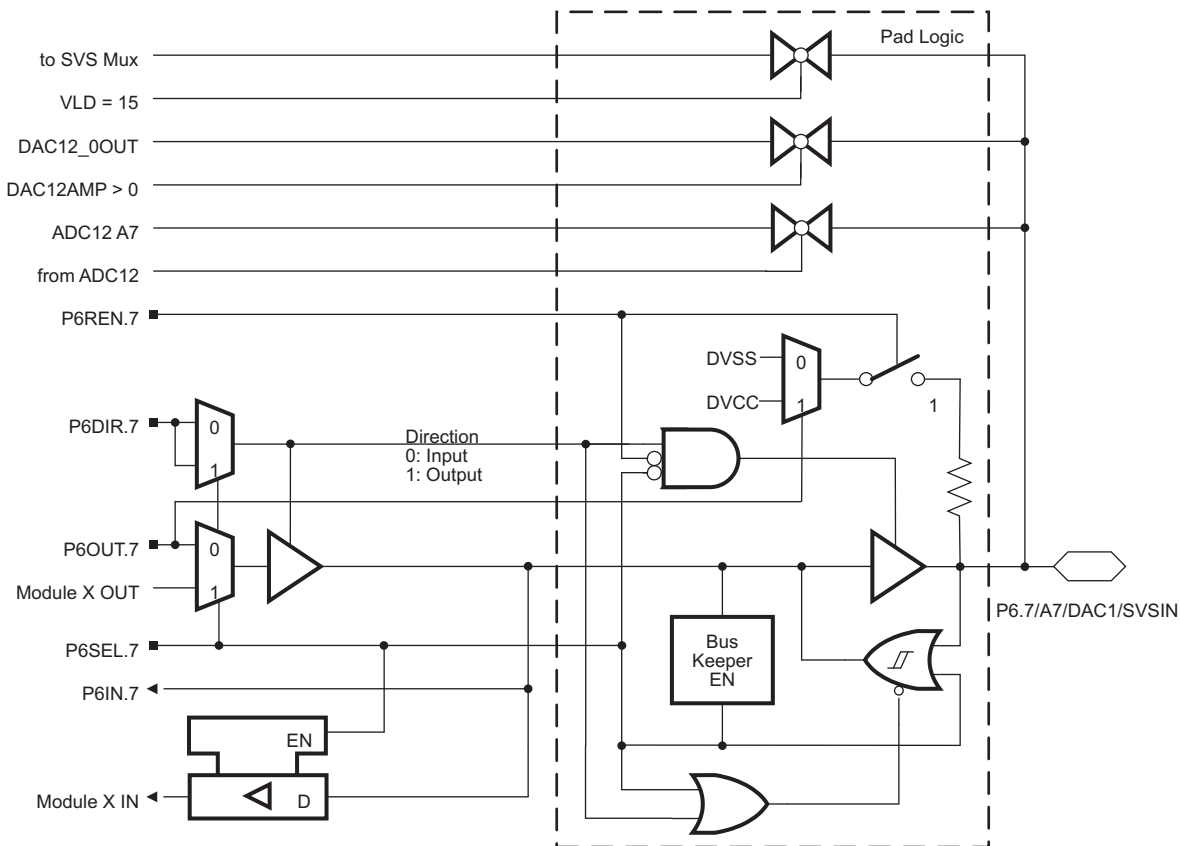 Pad Logic
to SVS Mux
VLD = 15
DAC12_0OUT
DAC12AMP > 0
ADC12 A7
from ADC12
P6REN.7
DVSS
0
DVCC
1
1
P6DIR.7
0
1
Direction
0: Input
1: Output
P6OUT.7
0
Module X OUT
1
P6.7/A7/DAC1/SVSIN
P6SEL.7
Bus
Keeper
EN
P6IN.7
EN
Module X IN
D